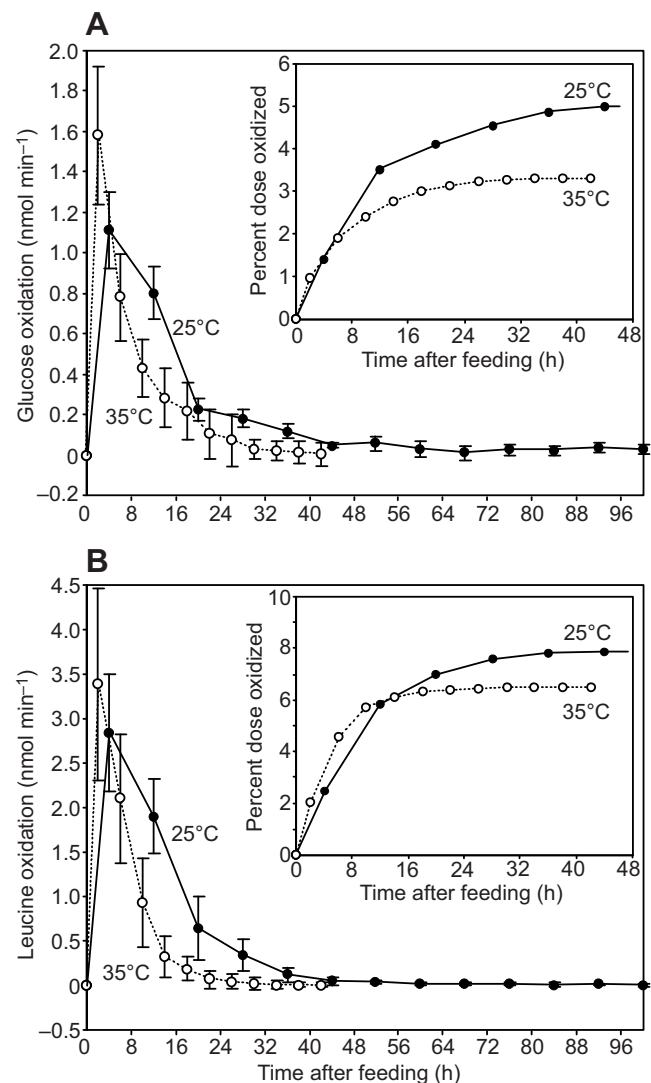 A
Glucose oxidation (nmol min–1)
2.0
1.8
1.6
1.4
1.2
1.0
0.8
0.6
0.4
0.2
0
–0.2
25°C
35°C
0 8 16 24 32 40 48 56 64 72 80 88 96
Percent dose oxidized
6
5
4
3
2
1
0
25°C
35°C
0 8 16 24 32 40 48
Time after feeding (h)
B
Leucine oxidation (nmol min–1)
4.5
4.0
3.5
3.0
2.5
2.0
1.5
1.0
0.5
0
–0.5
25°C
35°C
0 8 16 24 32 40 48 56 64 72 80 88 96
Time after feeding (h)
Percent dose oxidized
10
8
6
4
2
0
25°C
35°C
0 8 16 24 32 40 48
Time after feeding (h)